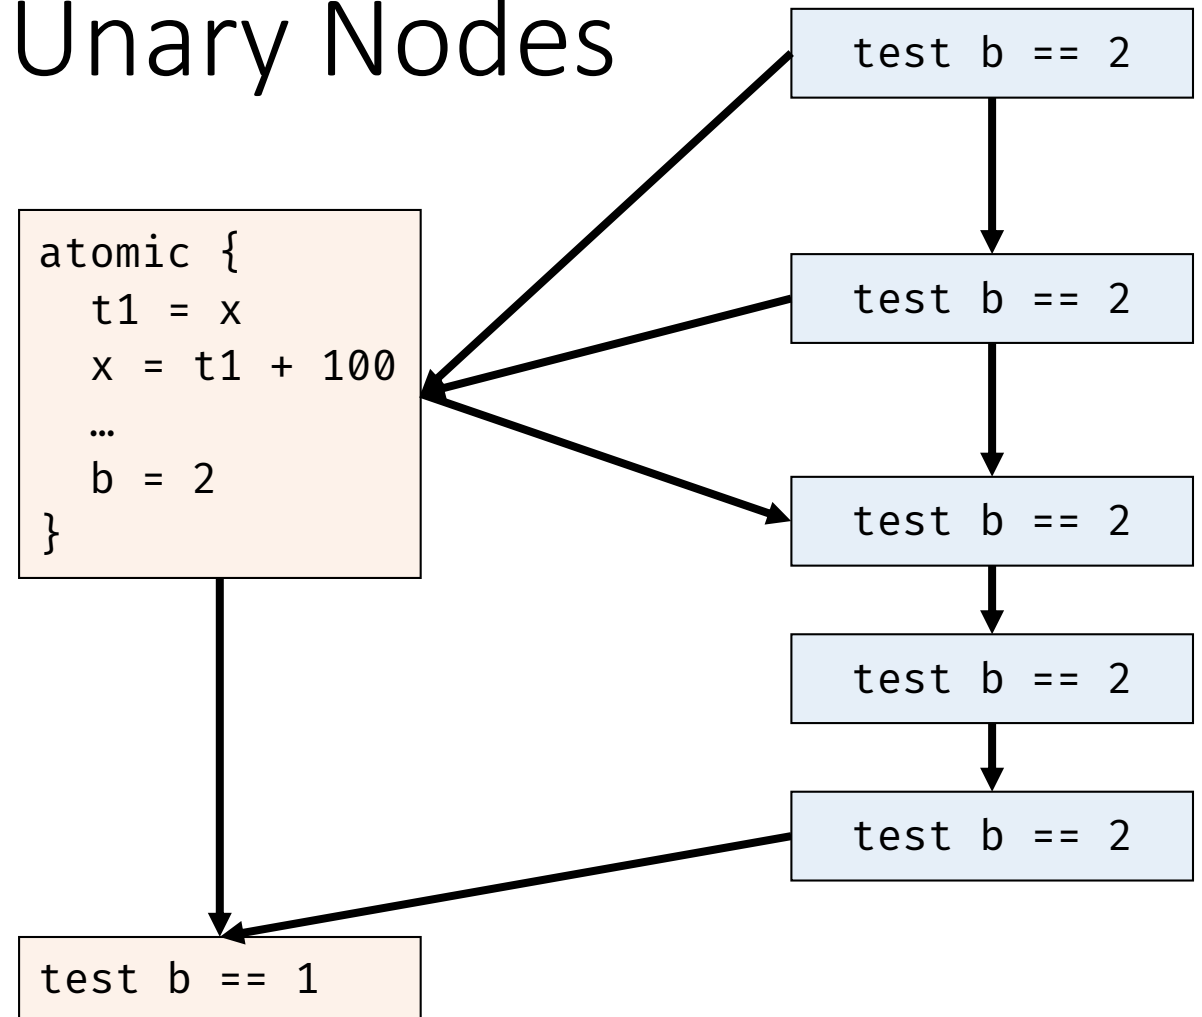 Unary Nodes
test b == 2
atomic {
t1 = x
x = t1 + 100
…
b = 2
}
test b == 2
test b == 2
test b == 2
test b == 2
test b == 1